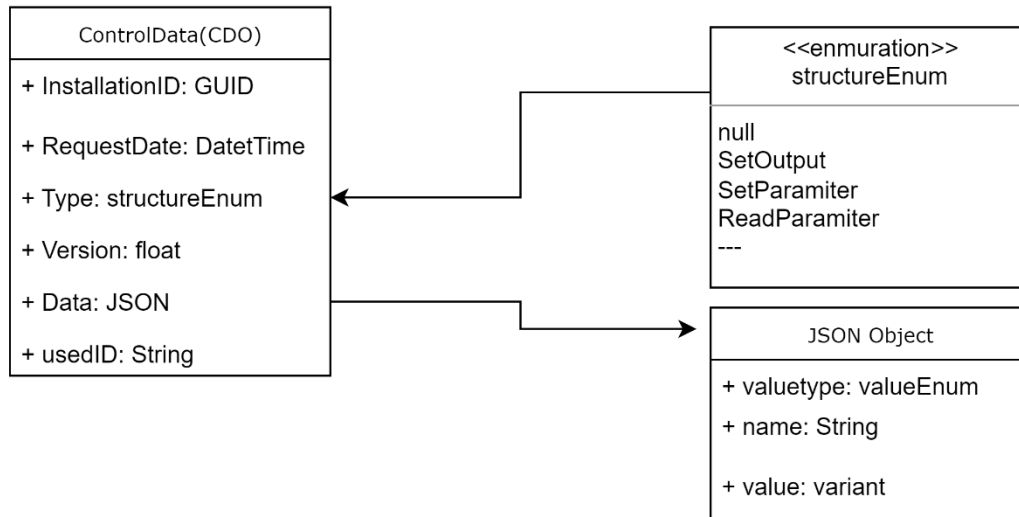 ControlData(CDO)
+ InstallationID: GUID
+ RequestDate: DatetTime
+ Type: structureEnum
+ Version: float
+ Data: JSON
+ usedID: String
<<enmuration>>
structureEnum
null
SetOutput
SetParamiter
ReadParamiter
---
JSON Object
+ valuetype: valueEnum
+ name: String
+ value: variant